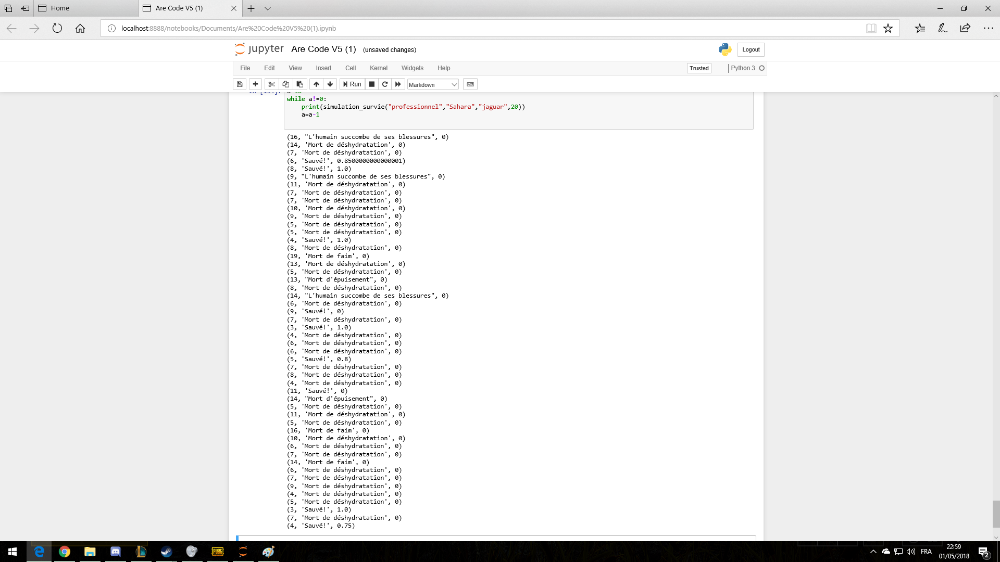 Home
Are Code V5 (1)
localhost:8888/notebooks/Documents/Are%20Code%20V5%20(1).ipynb
jupyter Are Code V5 (1) (unsaved changes)
Logout
File Edit View Insert Cell Kernel Widgets Help
Trusted
Python 3
Run
Markdown
while a!=0:
print(simulation_survie("professionnel","Sahara","jaguar",20))
a=a-1
(16, "L'humain succombe de ses blessures", 0)
(14, 'Mort de déshydratation', 0)
(7, 'Mort de déshydratation', 0)
(6, 'Sauvé!', 0.8500000000000001)
(8, 'Sauvé!', 1.0)
(9, "L'humain succombe de ses blessures", 0)
(11, 'Mort de déshydratation', 0)
(7, 'Mort de déshydratation', 0)
(7, 'Mort de déshydratation', 0)
(10, 'Mort de déshydratation', 0)
(9, 'Mort de déshydratation', 0)
(5, 'Mort de déshydratation', 0)
(5, 'Mort de déshydratation', 0)
(4, 'Sauvé!', 1.0)
(8, 'Mort de déshydratation', 0)
(19, 'Mort de faim', 0)
(13, 'Mort de déshydratation', 0)
(5, 'Mort de déshydratation', 0)
(13, "Mort d'épuisement", 0)
(8, 'Mort de déshydratation', 0)
(14, "L'humain succombe de ses blessures", 0)
(6, 'Mort de déshydratation', 0)
(9, 'Sauvé!', 0)
(7, 'Mort de déshydratation', 0)
(3, 'Sauvé!', 1.0)
(4, 'Mort de déshydratation', 0)
(6, 'Mort de déshydratation', 0)
(6, 'Mort de déshydratation', 0)
(5, 'Sauvé!', 0.8)
(7, 'Mort de déshydratation', 0)
(8, 'Mort de déshydratation', 0)
(4, 'Mort de déshydratation', 0)
(11, 'Sauvé!', 0)
(14, "Mort d'épuisement", 0)
(5, 'Mort de déshydratation', 0)
(11, 'Mort de déshydratation', 0)
(5, 'Mort de déshydratation', 0)
(16, 'Mort de faim', 0)
(10, 'Mort de déshydratation', 0)
(6, 'Mort de déshydratation', 0)
(7, 'Mort de déshydratation', 0)
(14, 'Mort de faim', 0)
(6, 'Mort de déshydratation', 0)
(7, 'Mort de déshydratation', 0)
(9, 'Mort de déshydratation', 0)
(4, 'Mort de déshydratation', 0)
(5, 'Mort de déshydratation', 0)
(3, 'Sauvé!', 1.0)
(7, 'Mort de déshydratation', 0)
(4, 'Sauvé!', 0.75)
PUBG
FRA
22:59
01/05/2018
2